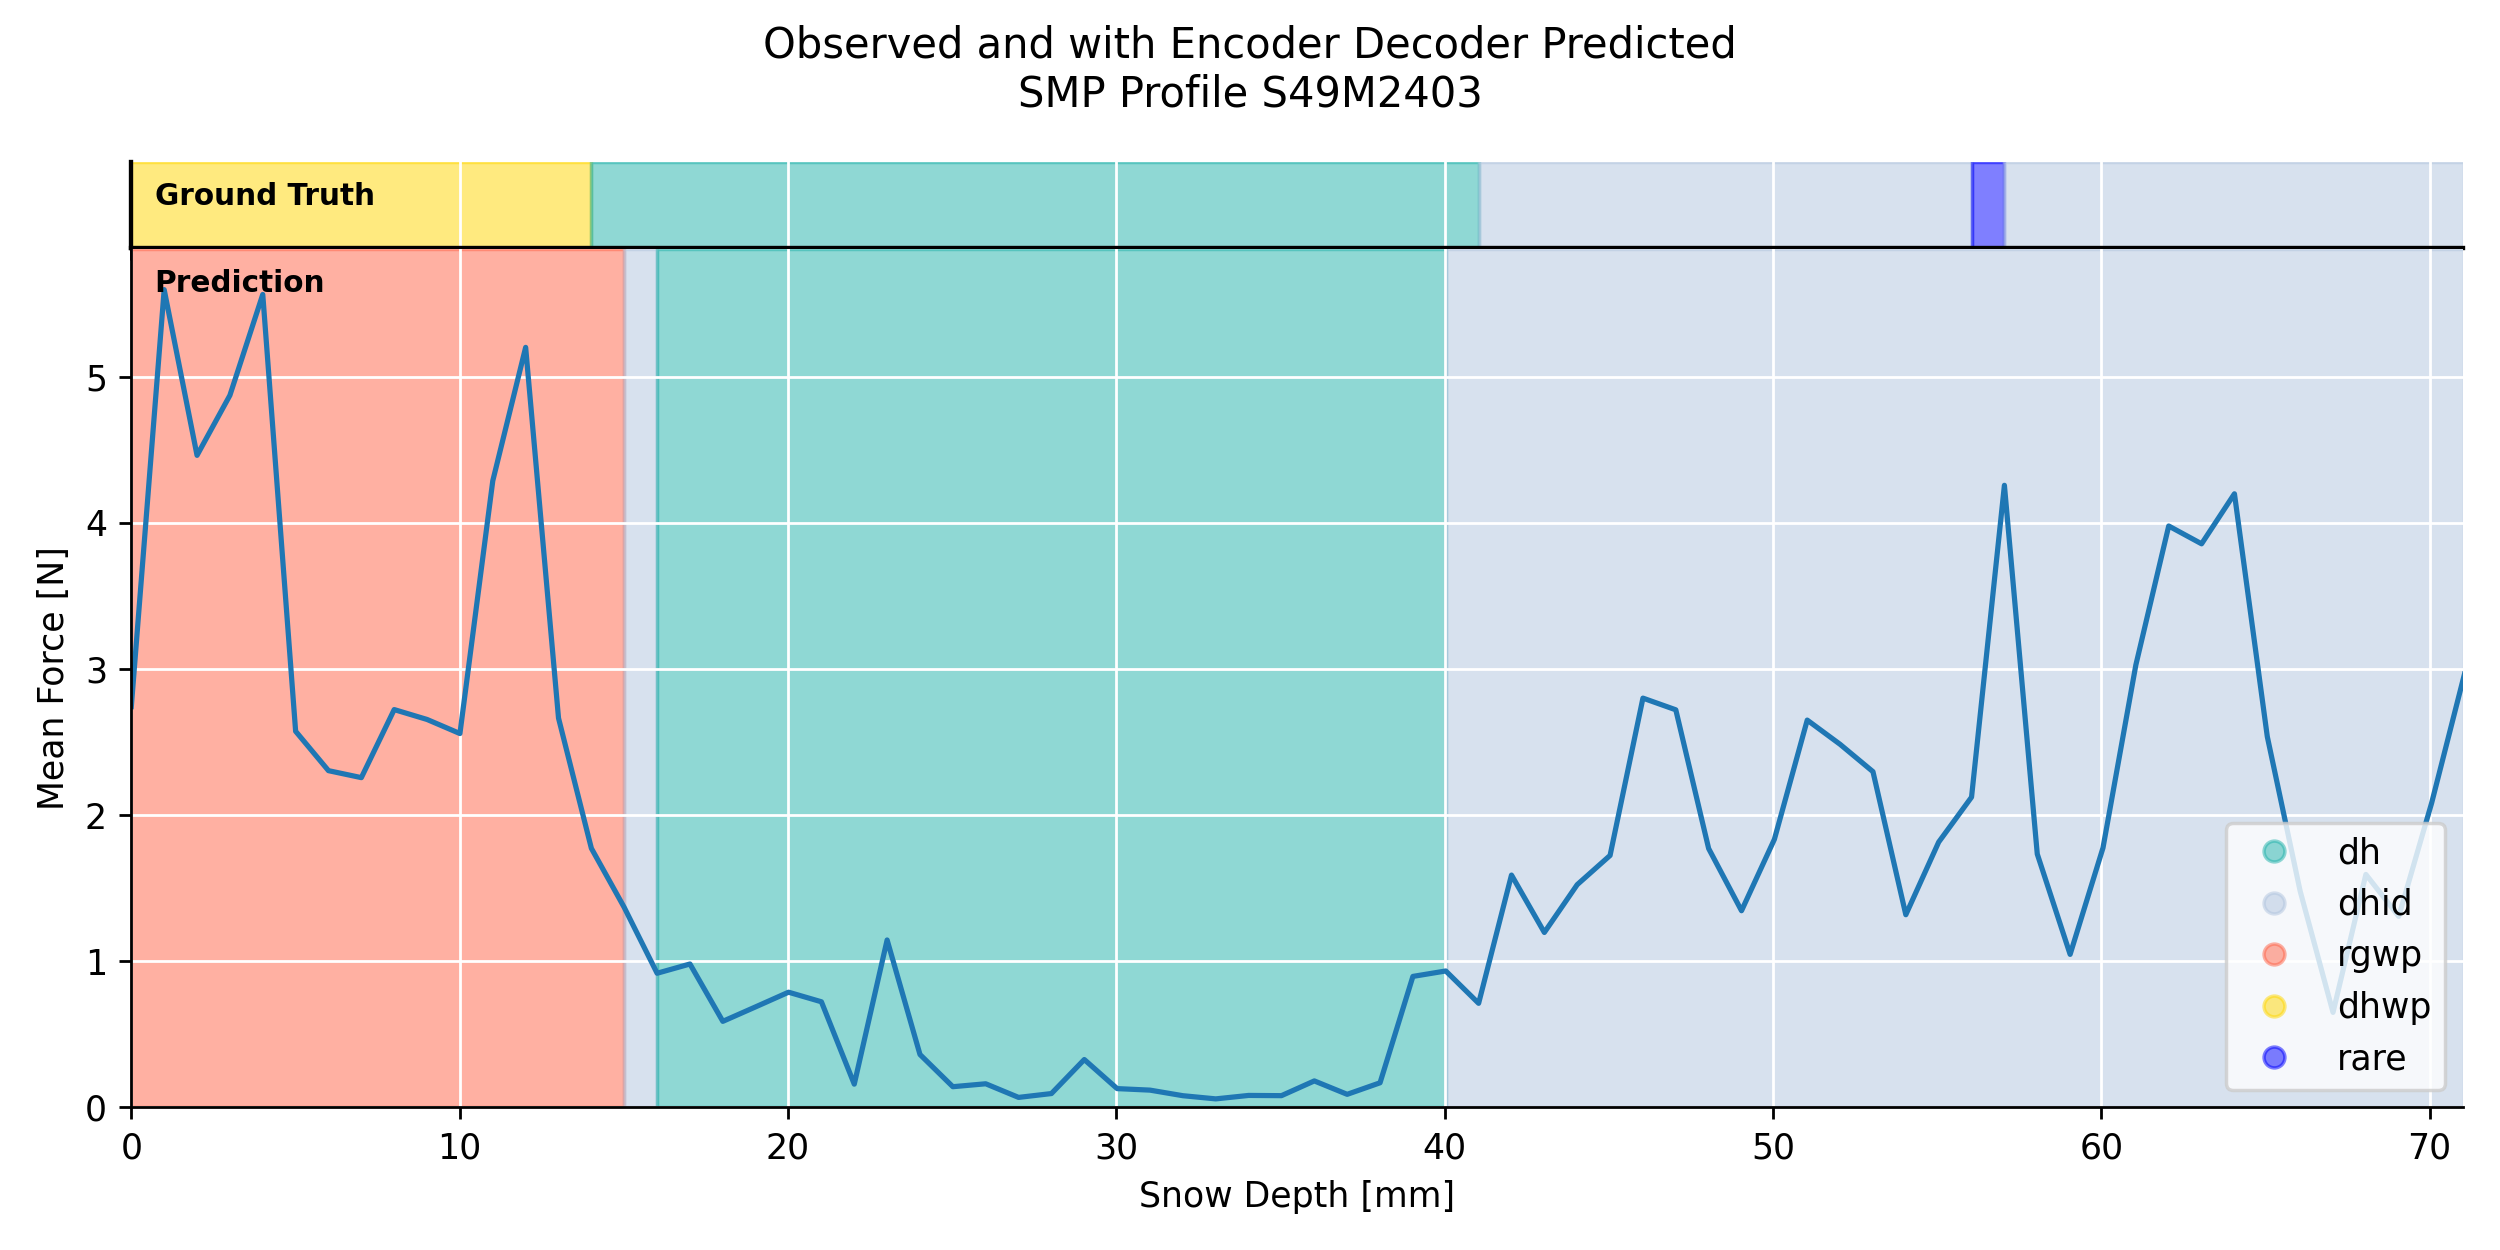 Observed and with Encoder Decoder Predicted
SMP Profile S49M2403
Ground Truth
Prediction
Mean Force [N]
5
4
3
2
1
0
dh
dhid
rgwp
dhwp
rare
0 10 20 30 40 50 60 70
Snow Depth [mm]